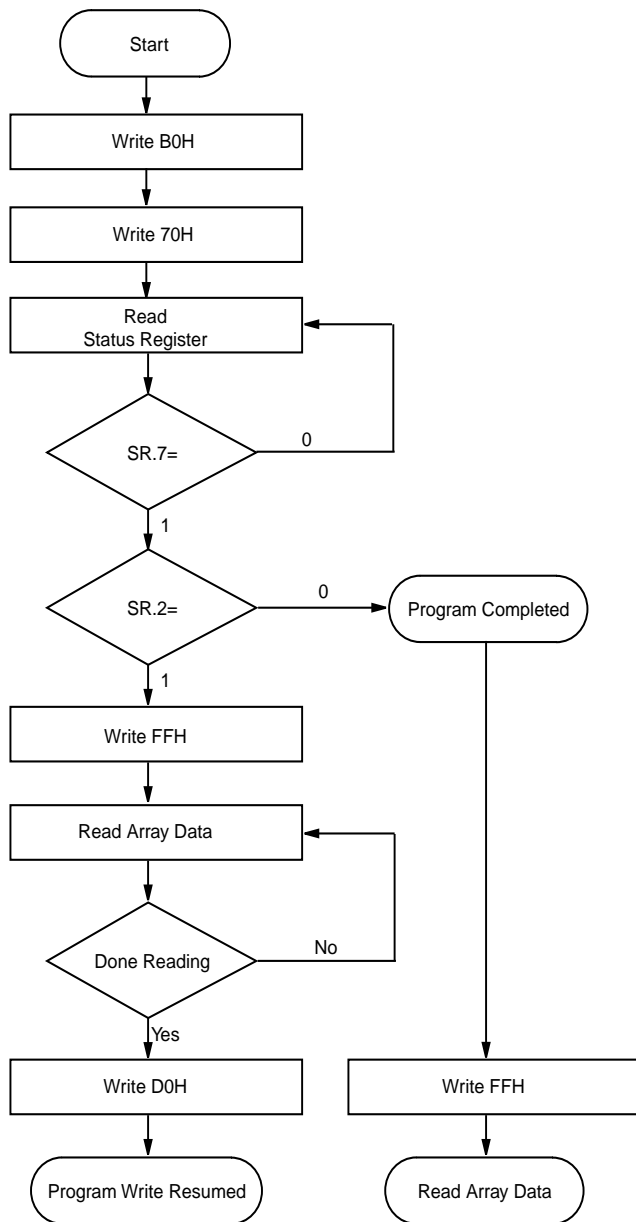 Start
Write B0H
Write 70H
Read
Status Register
SR.7=
0
1
SR.2=
0
Program Completed
1
Write FFH
Read Array Data
Done Reading
No
Yes
Write D0H
Write FFH
Program Write Resumed
Read Array Data